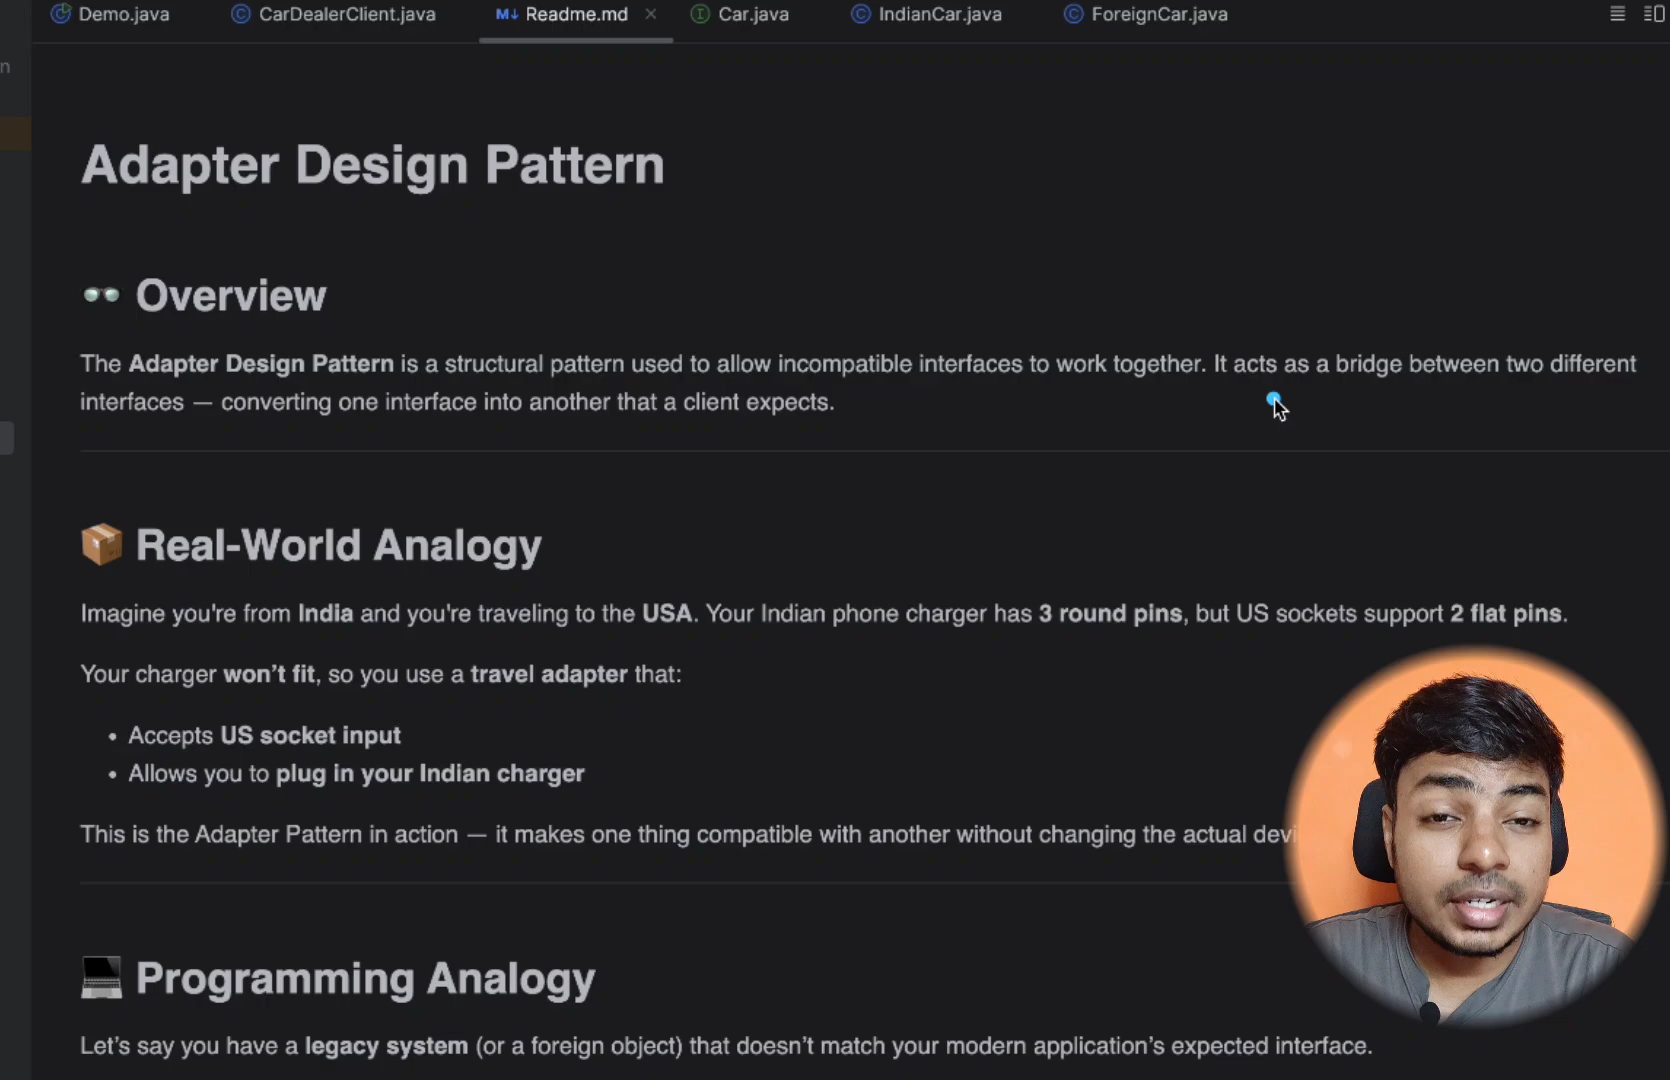 Demo.java CarDealerClient.java Readme.md Car.java IndianCar.java ForeignCar.java
n
Adapter Design Pattern
Overview
The Adapter Design Pattern is a structural pattern used to allow incompatible interfaces to work together. It acts as a bridge between two different
interfaces — converting one interface into another that a client expects.
Real-World Analogy
Imagine you're from India and you're traveling to the USA. Your Indian phone charger has 3 round pins, but US sockets support 2 flat pins.
Your charger won’t fit, so you use a travel adapter that:
• Accepts US socket input
• Allows you to plug in your Indian charger
This is the Adapter Pattern in action — it makes one thing compatible with another without changing the actual devi
Programming Analogy
Let’s say you have a legacy system (or a foreign object) that doesn’t match your modern application’s expected interface.